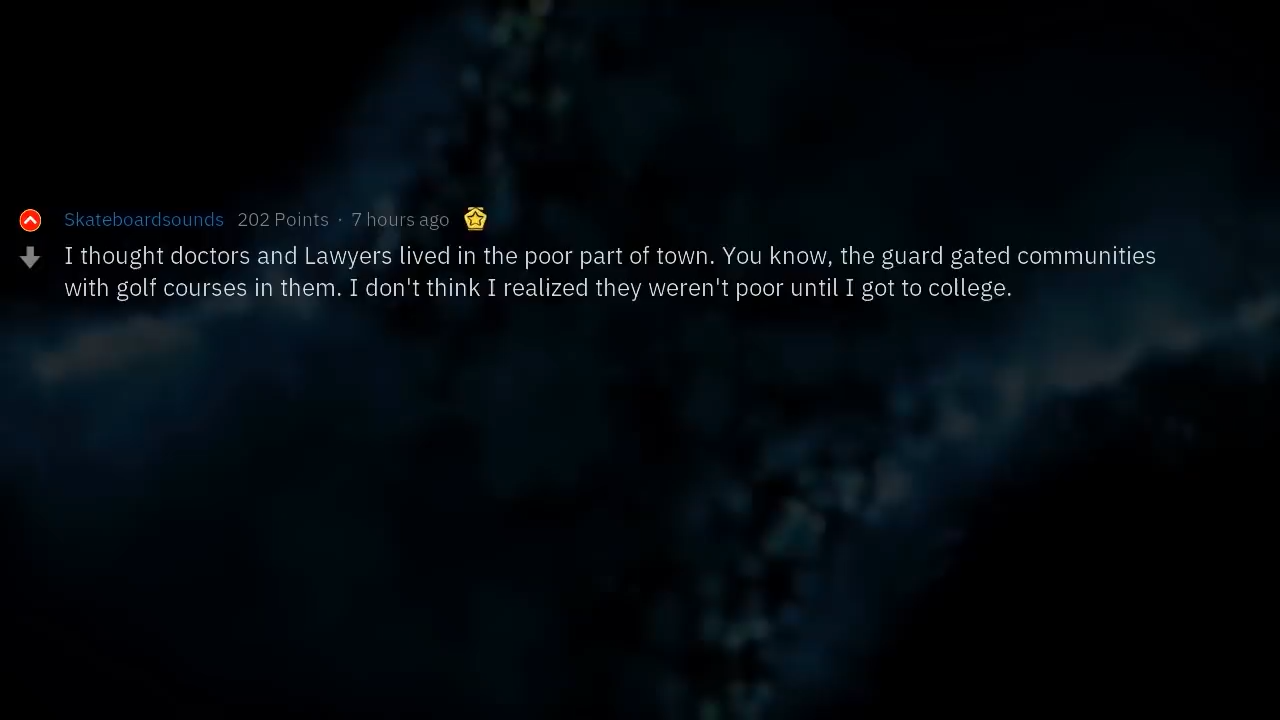 Skateboardsounds 202 Points · 7 hours ago
I thought doctors and Lawyers lived in the poor part of town. You know, the guard gated communities
with golf courses in them. I don't think I realized they weren't poor until I got to college.